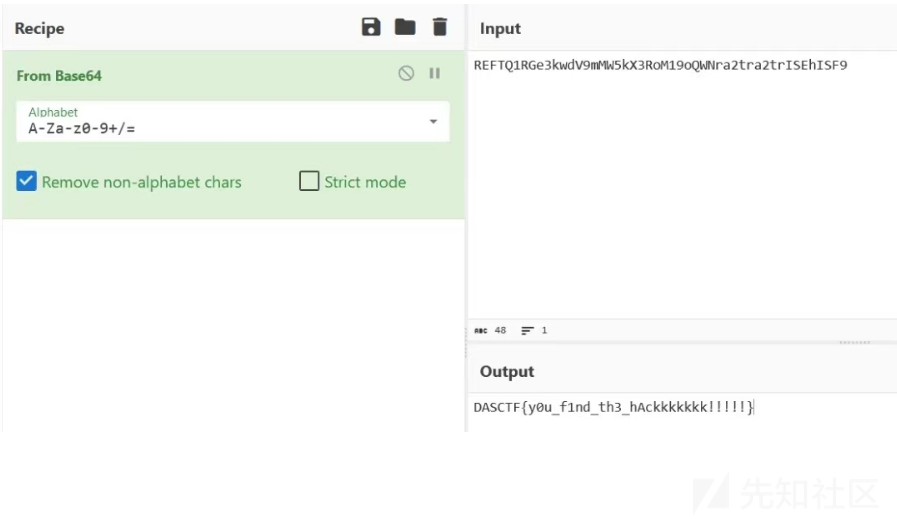 Recipe
From Base64
Alphabet
A-Za-z0-9+/=
Remove non-alphabet chars
Strict mode
Input
REFTQ1RGe3kwdV9mMW5kX3RoM19oQWNra2tra2trISEhISF9
ABC 48 1
Output
DASCTF{y0u_f1nd_th3_hAckkkkkkk!!!!!}
先知社区